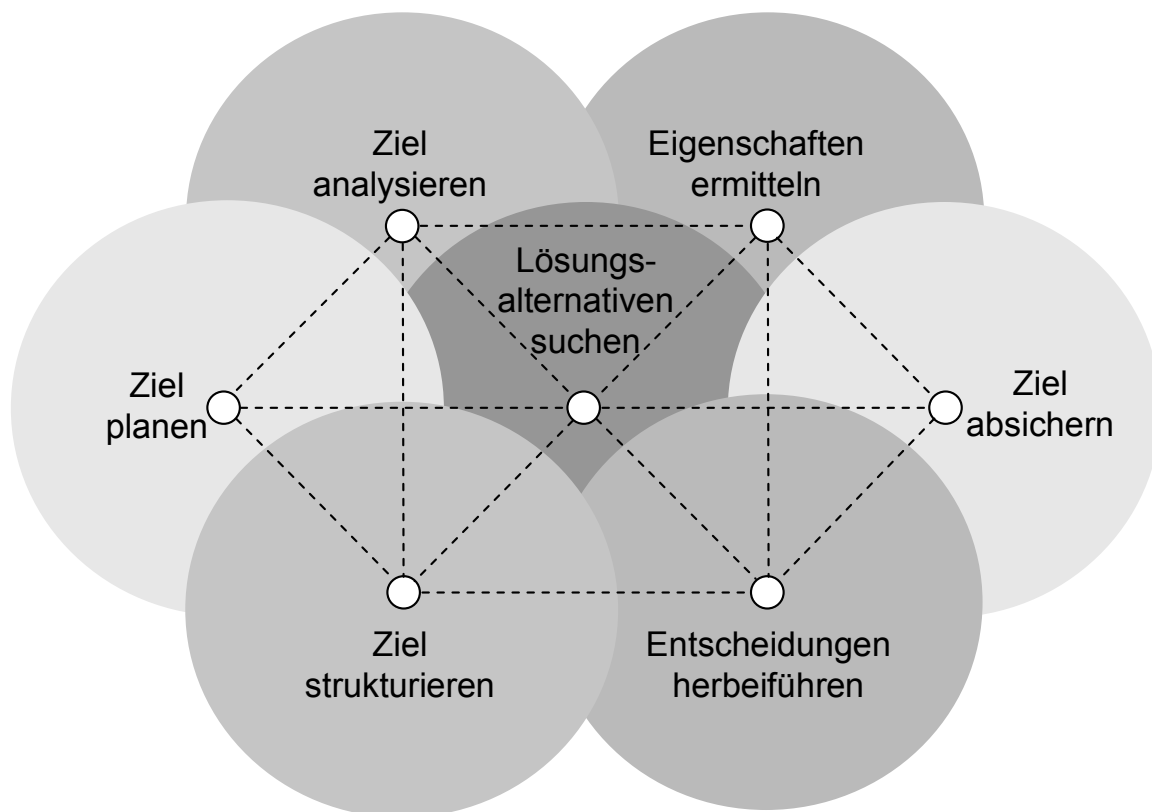 Ziel
analysieren
Eigenschaften
ermitteln
Lösungs-
alternativen
suchen
Ziel
planen
Ziel
absichern
Ziel
strukturieren
Entscheidungen
herbeiführen